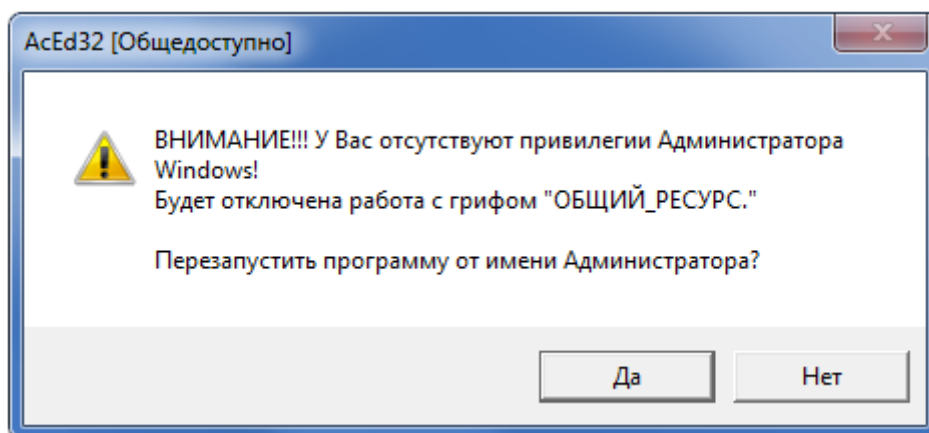 AcEd32 [Общедоступно]
ВНИМАНИЕ!!! У Вас отсутствуют привилегии Администратора
Windows!
Будет отключена работа с грифом "ОБЩИЙ_РЕСУРС."
Перезапустить программу от имени Администратора?
Да
Нет